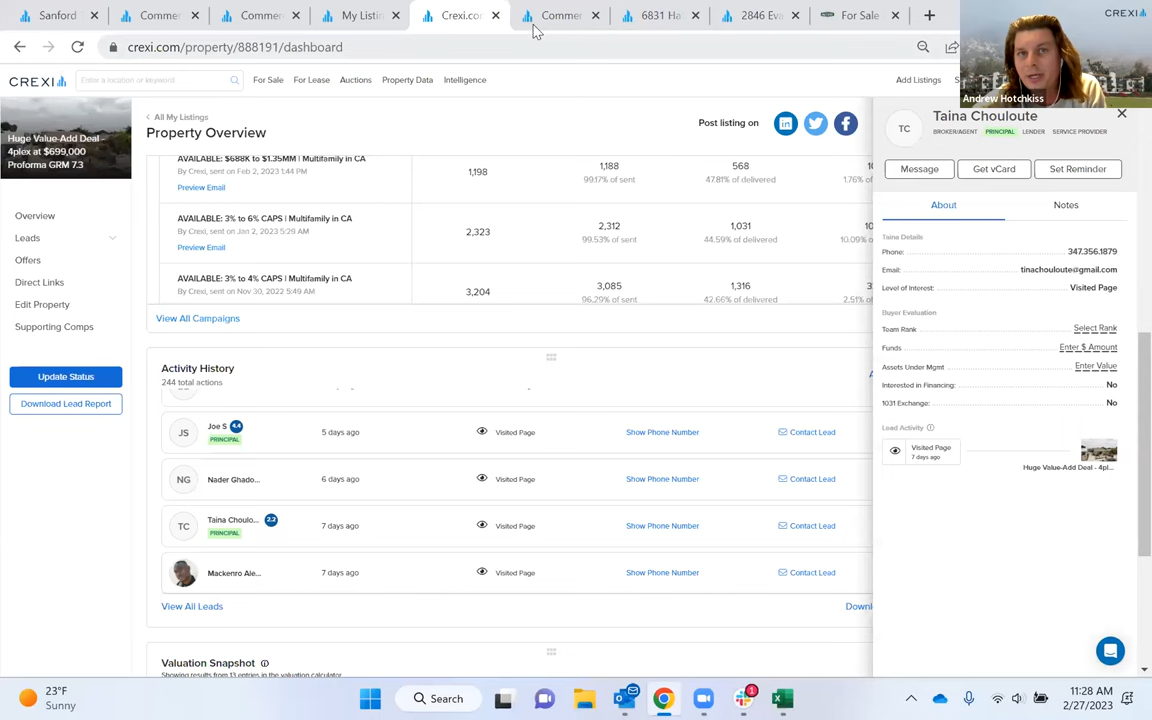 Sanford
Commer
Commer
My Listin
Crexi.co
Commer
6831 Ha
2846 Eva
For Sale
CREXI
crexi.com/property/888191/dashboard
Andrew Hotchkiss
CREXI
Enter a location or keyword
For Sale
For Lease
Auctions
Property Data
Intelligence
Add Listings
Huge Value-Add Deal -
4plex at $699,000
Proforma GRM 7.3
All My Listings
Property Overview
Post listing on
Overview
Leads
Offers
Direct Links
Edit Property
Supporting Comps
Update Status
Download Lead Report
AVAILABLE: $688K to $1.35MM | Multifamily in CA
By Crexi, sent on Feb 2, 2023 1:44 PM
Preview Email
1,198
1,188
99.17% of sent
568
47.81% of delivered
10
1.76% of
AVAILABLE: 3% to 6% CAPS | Multifamily in CA
By Crexi, sent on Jan 2, 2023 5:29 AM
Preview Email
2,323
2,312
99.53% of sent
1,031
44.59% of delivered
10
10.09% o
AVAILABLE: 3% to 4% CAPS | Multifamily in CA
By Crexi, sent on Nov 30, 2022 5:49 AM
3,204
3,085
96.29% of sent
1,316
42.66% of delivered
3
2.51% o
View All Campaigns
Activity History
244 total actions
A
JS
Joe S 4.4
PRINCIPAL
5 days ago
Visited Page
Show Phone Number
Contact Lead
NG
Nader Ghado...
6 days ago
Visited Page
Show Phone Number
Contact Lead
TC
Taina Choulo... 2.2
PRINCIPAL
7 days ago
Visited Page
Show Phone Number
Contact Lead
Mackenro Ale...
7 days ago
Visited Page
Show Phone Number
Contact Lead
View All Leads
Downl
Valuation Snapshot
Showing results from 13 entries in the valuation calculator
TC
Taina Chouloute
BROKER/AGENT PRINCIPAL LENDER SERVICE PROVIDER
Message
Get vCard
Set Reminder
About
Notes
Taina Details
Phone: 347.356.1879
Email: tinachouloute@gmail.com
Level of Interest: Visited Page
Buyer Evaluation
Team Rank Select Rank
Funds Enter $ Amount
Assets Under Mgmt Enter Value
Interested in Financing: No
1031 Exchange: No
Lead Activity
Visited Page
7 days ago
Huge Value-Add Deal - 4pl...
23°F
Sunny
Search
1
11:28 AM
2/27/2023